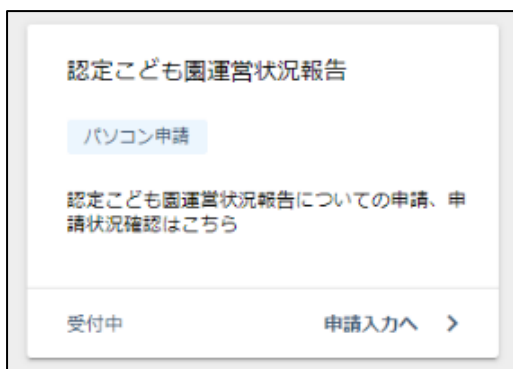 認定こども園運営状況報告
パソコン申請
認定こども園運営状況報告についての申請、申
請状況確認はこちら
受付中
申請入力へ